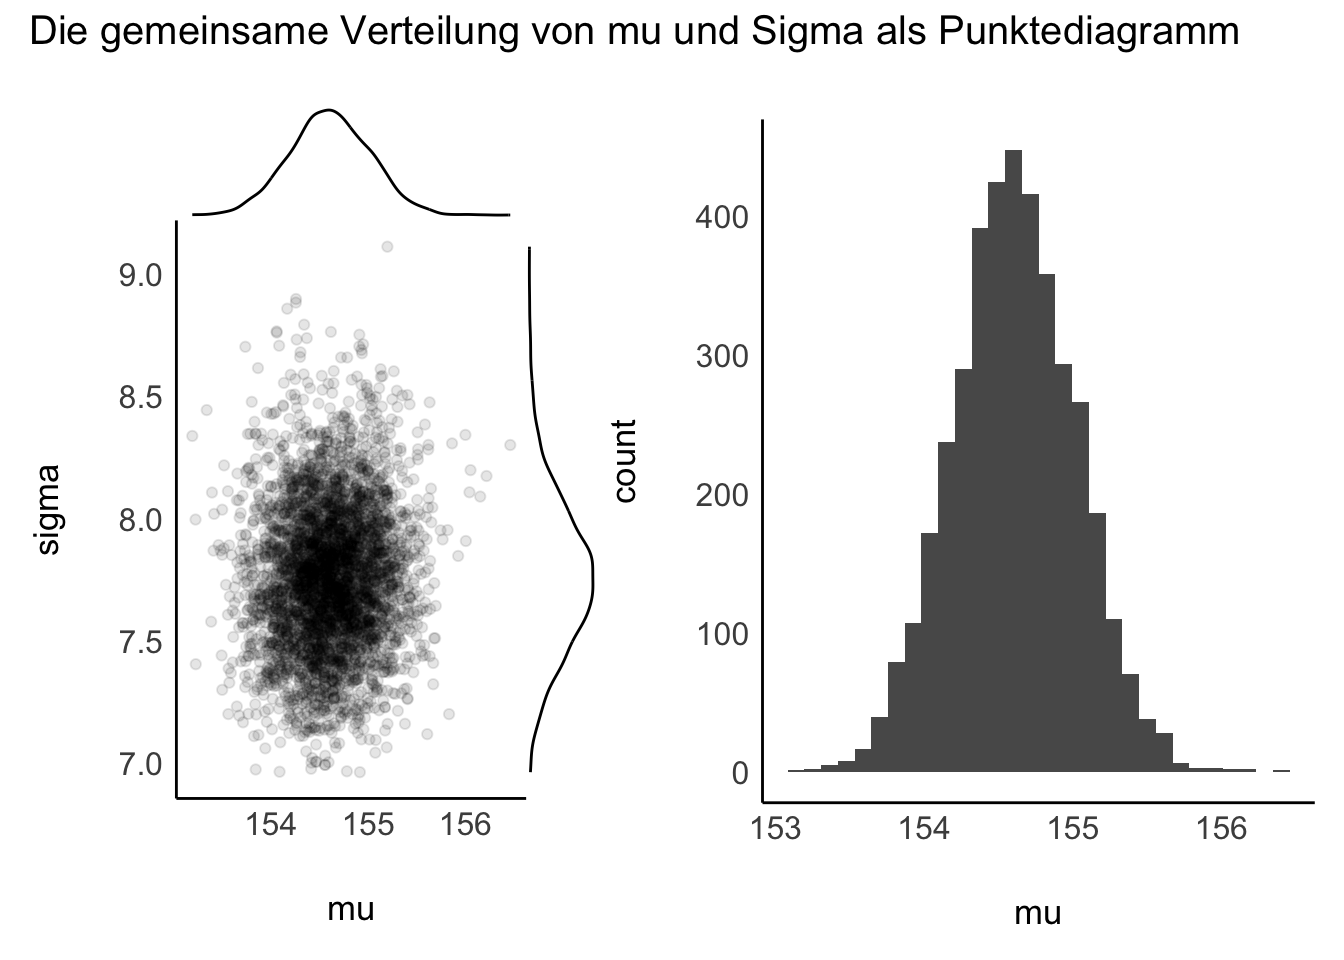 Die gemeinsame Verteilung von mu und Sigma als Punktediagramm
9.0
8.5
8.0
7.5
7.0
sigma
154 155 156
mu
400
300
200
100
0
count
153 154 155 156
mu